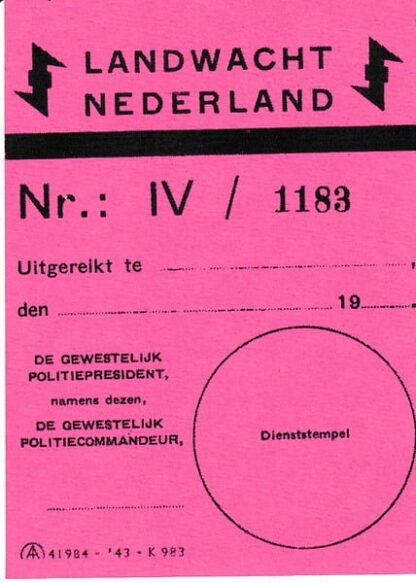 LANDWACHT
NEDERLAND
Nr.: IV / 1183
Uitgereikt te ,
den 19 .
DE GEWESTELIJK
POLITIEPRESIDENT,
namens dezen,
DE GEWESTELIJK
POLITIECOMMANDEUR,
Dienststempel
41984 - '43 - K 983